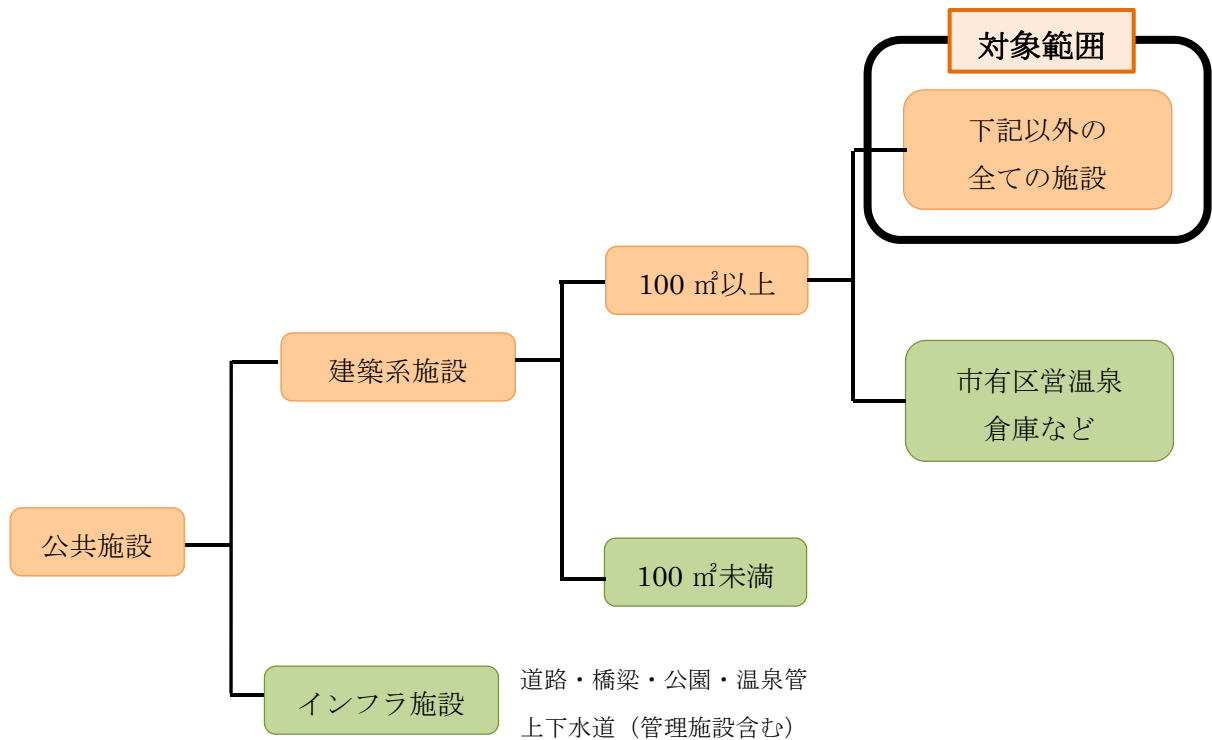 対象範囲
下記以外の
全ての施設
100 ㎡以上
建築系施設
市有区営温泉
倉庫など
公共施設
100 ㎡未満
インフラ施設
道路・橋梁・公園・温泉管
上下水道（管理施設含む）